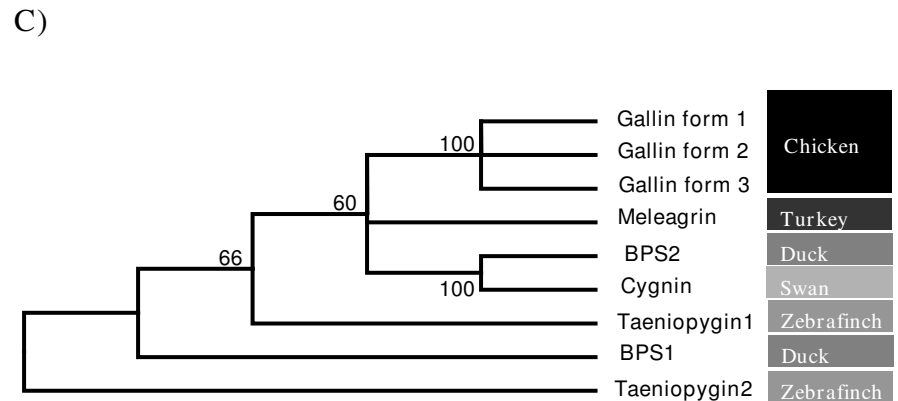 C)
Gallin form 1
100
Gallin form 2
Chicken
Gallin form 3
60
Meleagrin
Turkey
BPS2
Duck
66
Cygnin
Swan
100
Taeniopygin1
Zebrafinch
BPS1
Duck
Taeniopygin2
Zebrafinch